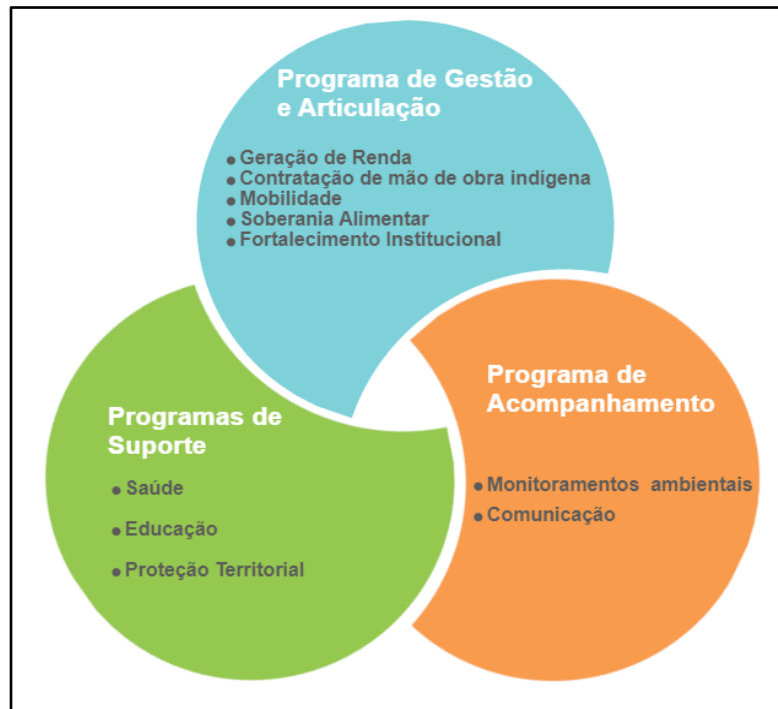 Programa de Gestão
e Articulação
● Geração de Renda
● Contratação de mão de obra indígena
● Mobilidade
● Soberania Alimentar
● Fortalecimento Institucional
Programas de
Suporte
● Saúde
● Educação
● Proteção Territorial
Programa de
Acompanhamento
● Monitoramentos ambientais
● Comunicação